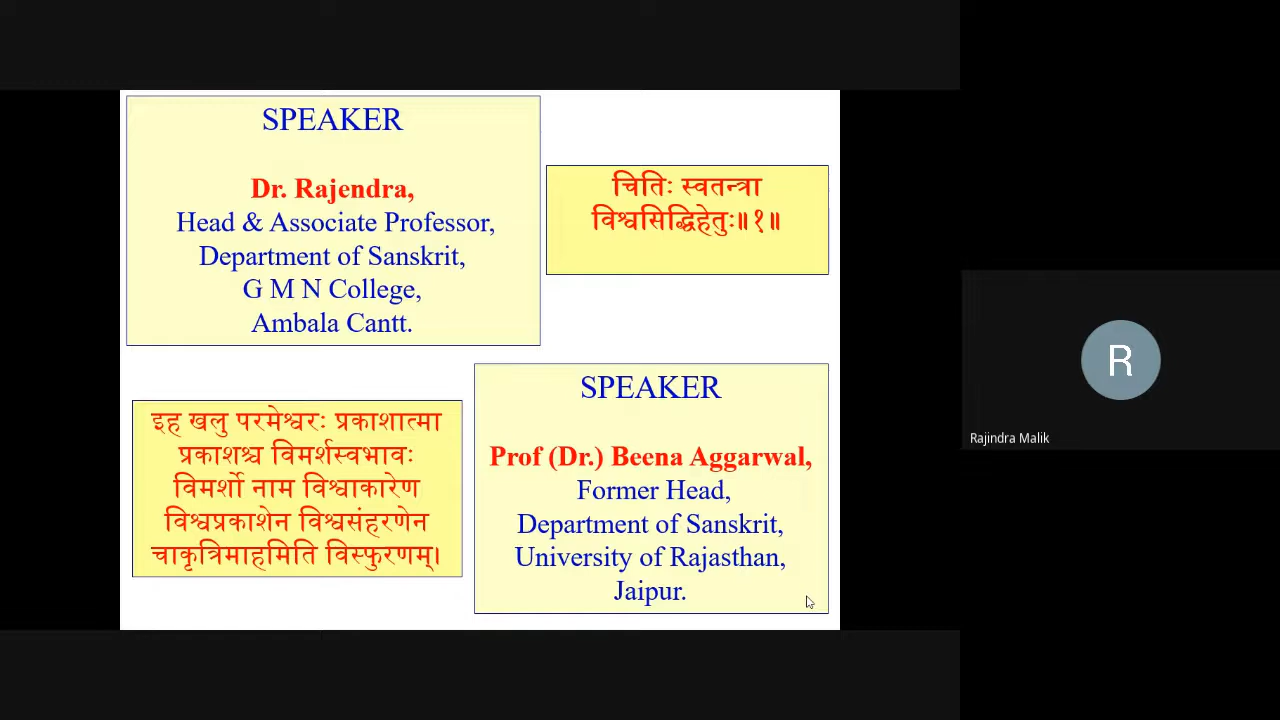 SPEAKER
Dr. Rajendra,
Head & Associate Professor,
Department of Sanskrit,
G M N College,
Ambala Cantt.
चितिः स्वतन्त्रा
विश्वसिद्धिहेतुः॥१॥
इह खलु परमेश्वरः प्रकाशात्मा
प्रकाशश्च विमर्शस्वभावः
विमर्शो नाम विश्वाकारेण
विश्वप्रकाशेन विश्वसंहरणेन
चाकृत्रिमाहमिति विस्फुरणम्।
SPEAKER
Prof (Dr.) Beena Aggarwal,
Former Head,
Department of Sanskrit,
University of Rajasthan,
Jaipur.
R
Rajindra Malik